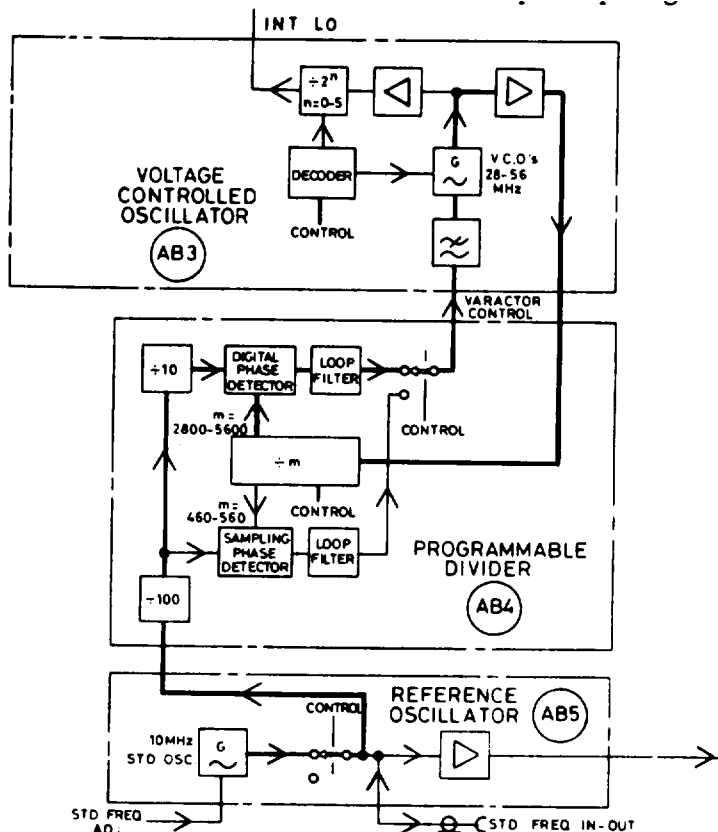 INT LO
÷2ⁿ
n=0-5
VOLTAGE
CONTROLLED
OSCILLATOR
AB3
DECODER
CONTROL
G
V.C.O's
28-56
MHz
VARACTOR
CONTROL
÷10
DIGITAL
PHASE
DETECTOR
LOOP
FILTER
m=
2800-5600
CONTROL
÷m
m=
460-560
CONTROL
SAMPLING
PHASE
DETECTOR
LOOP
FILTER
PROGRAMMABLE
DIVIDER
AB4
÷100
REFERENCE
OSCILLATOR
AB5
CONTROL
10MHz
STD OSC.
G
STD FREQ
STD FREQ IN-OUT